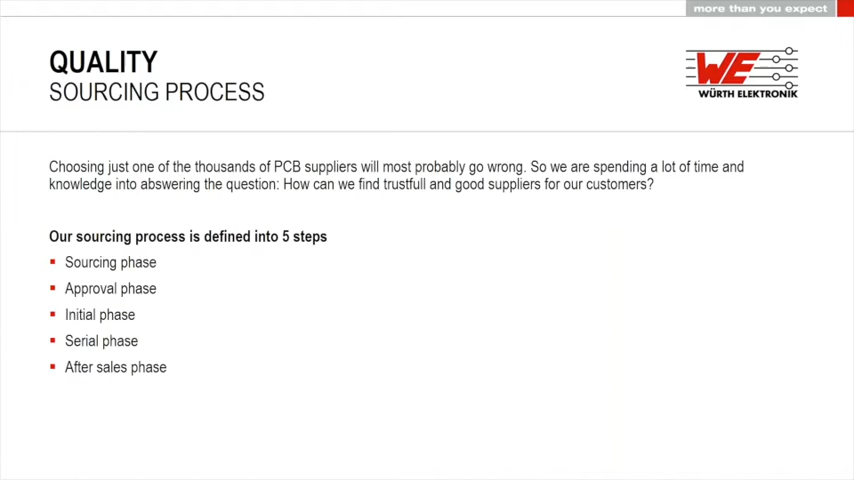 more than you expect
QUALITY
SOURCING PROCESS
WE
WÜRTH ELEKTRONIK
Choosing just one of the thousands of PCB suppliers will most probably go wrong. So we are spending a lot of time and
knowledge into abswering the question: How can we find trustfull and good suppliers for our customers?
Our sourcing process is defined into 5 steps
▪ Sourcing phase
▪ Approval phase
▪ Initial phase
▪ Serial phase
▪ After sales phase